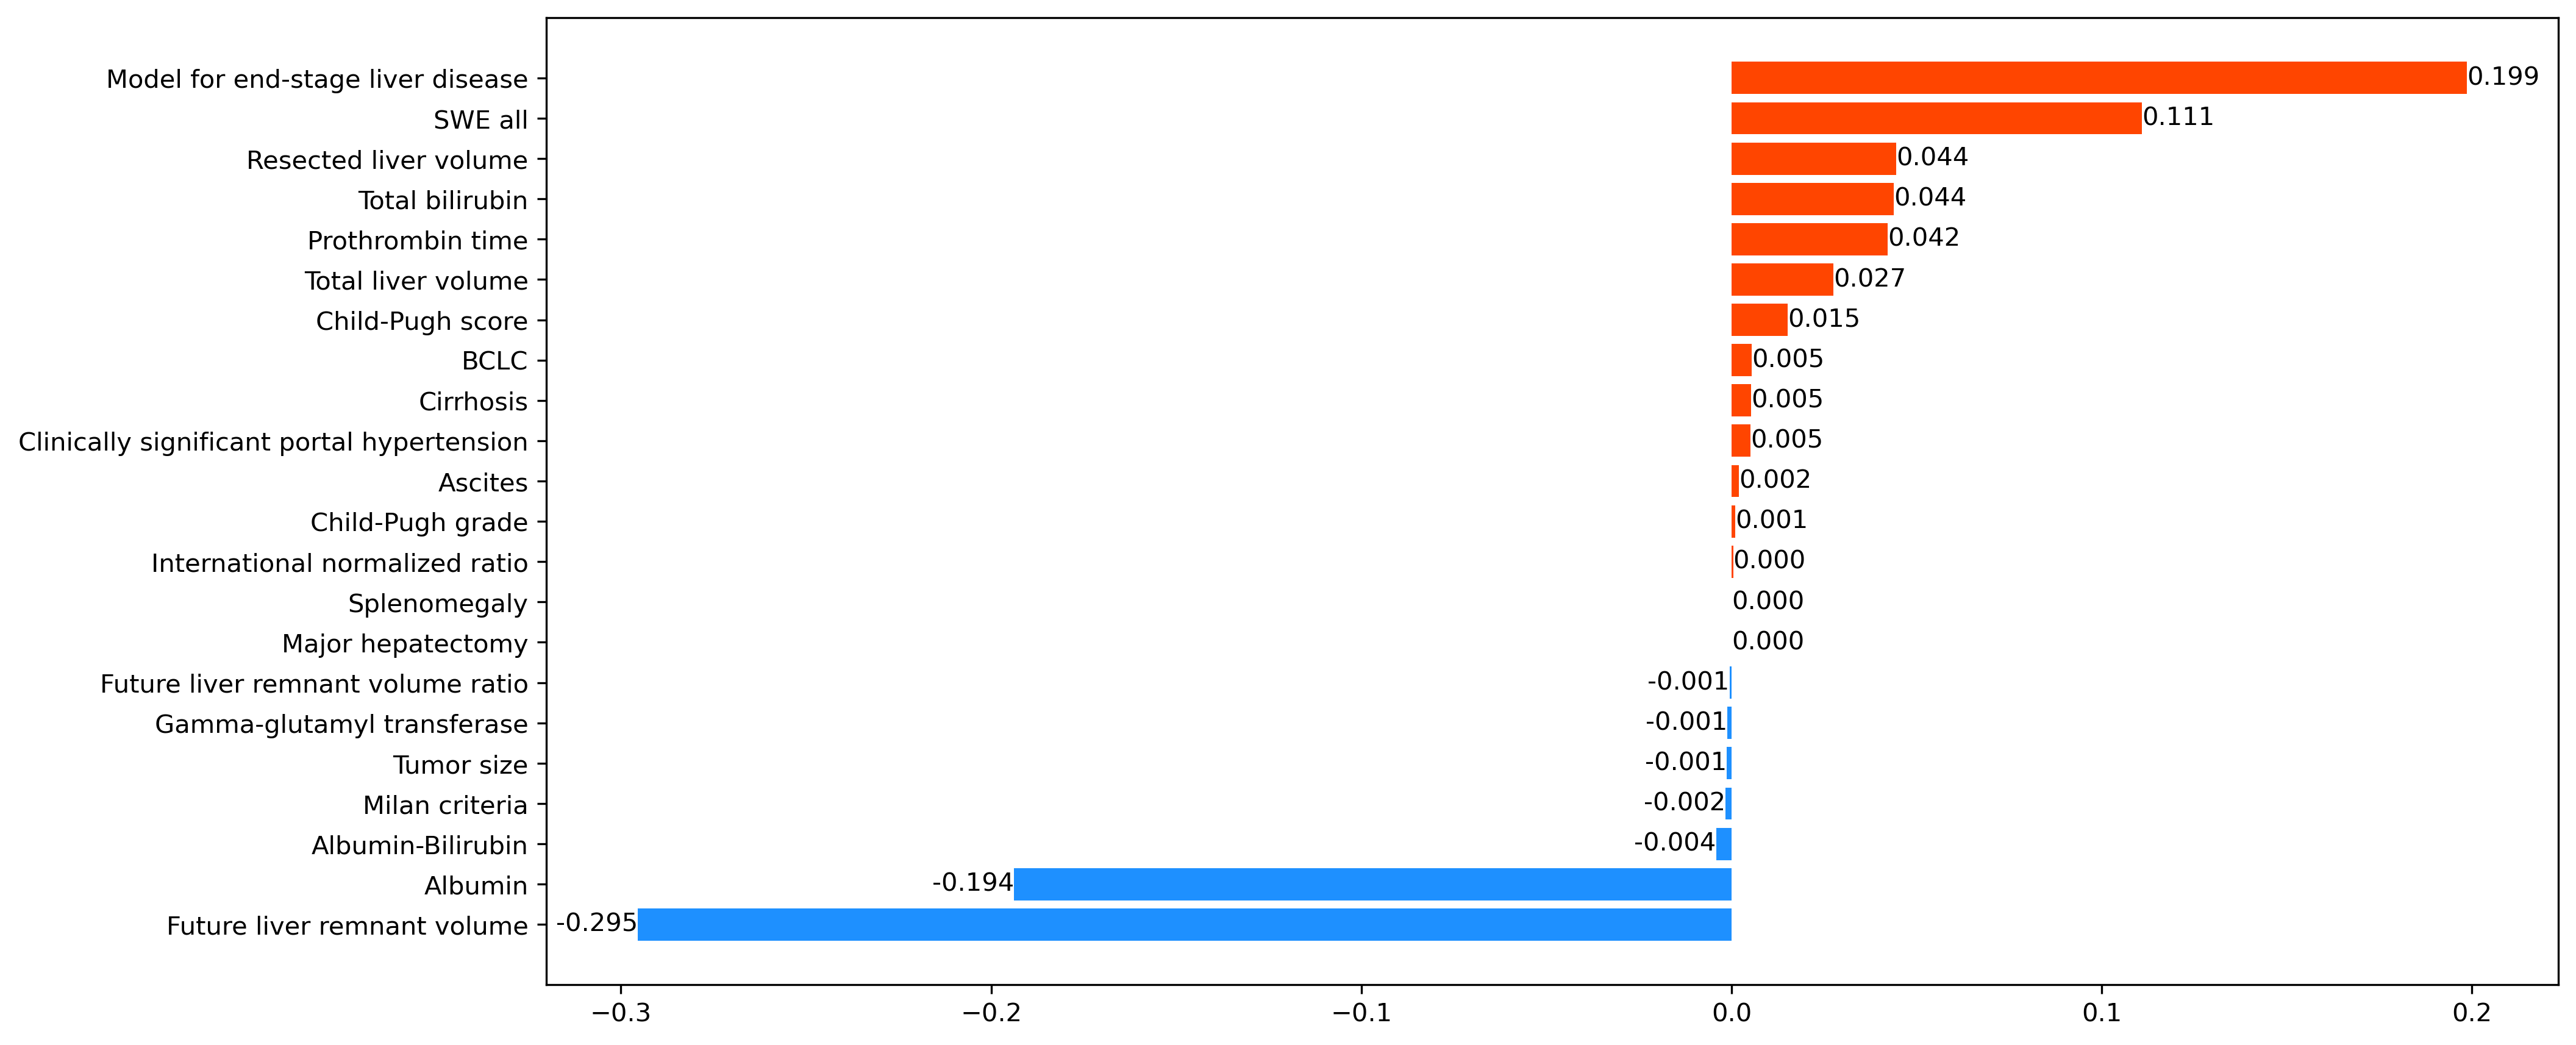 Model for end-stage liver disease 0.199
SWE all 0.111
Resected liver volume 0.044
Total bilirubin 0.044
Prothrombin time 0.042
Total liver volume 0.027
Child-Pugh score 0.015
BCLC 0.005
Cirrhosis 0.005
Clinically significant portal hypertension 0.005
Ascites 0.002
Child-Pugh grade 0.001
International normalized ratio 0.000
Splenomegaly 0.000
Major hepatectomy 0.000
Future liver remnant volume ratio -0.001
Gamma-glutamyl transferase -0.001
Tumor size -0.001
Milan criteria -0.002
Albumin-Bilirubin -0.004
Albumin -0.194
Future liver remnant volume -0.295
−0.3 −0.2 −0.1 0.0 0.1 0.2